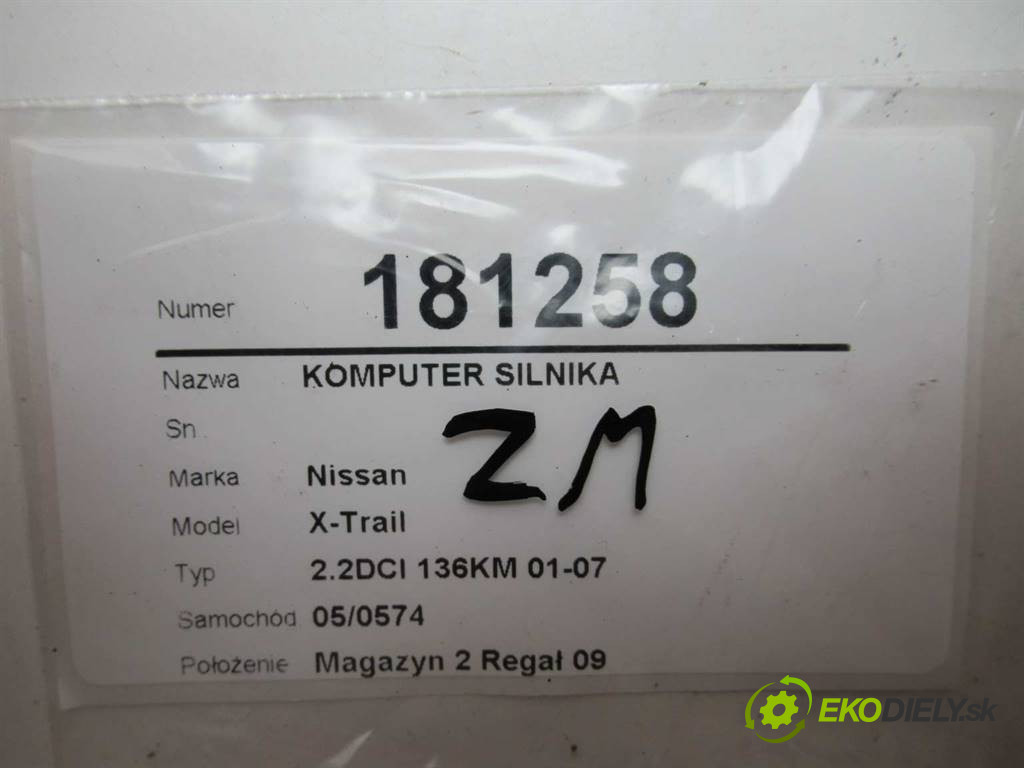 Numer 181258
Nazwa KOMPUTER SILNIKA
Sn
ZM
Marka Nissan
Model X-Trail
Typ 2.2DCI 136KM 01-07
Samochód 05/0574
Położenie Magazyn 2 Regał 09
EKODIELY.sk